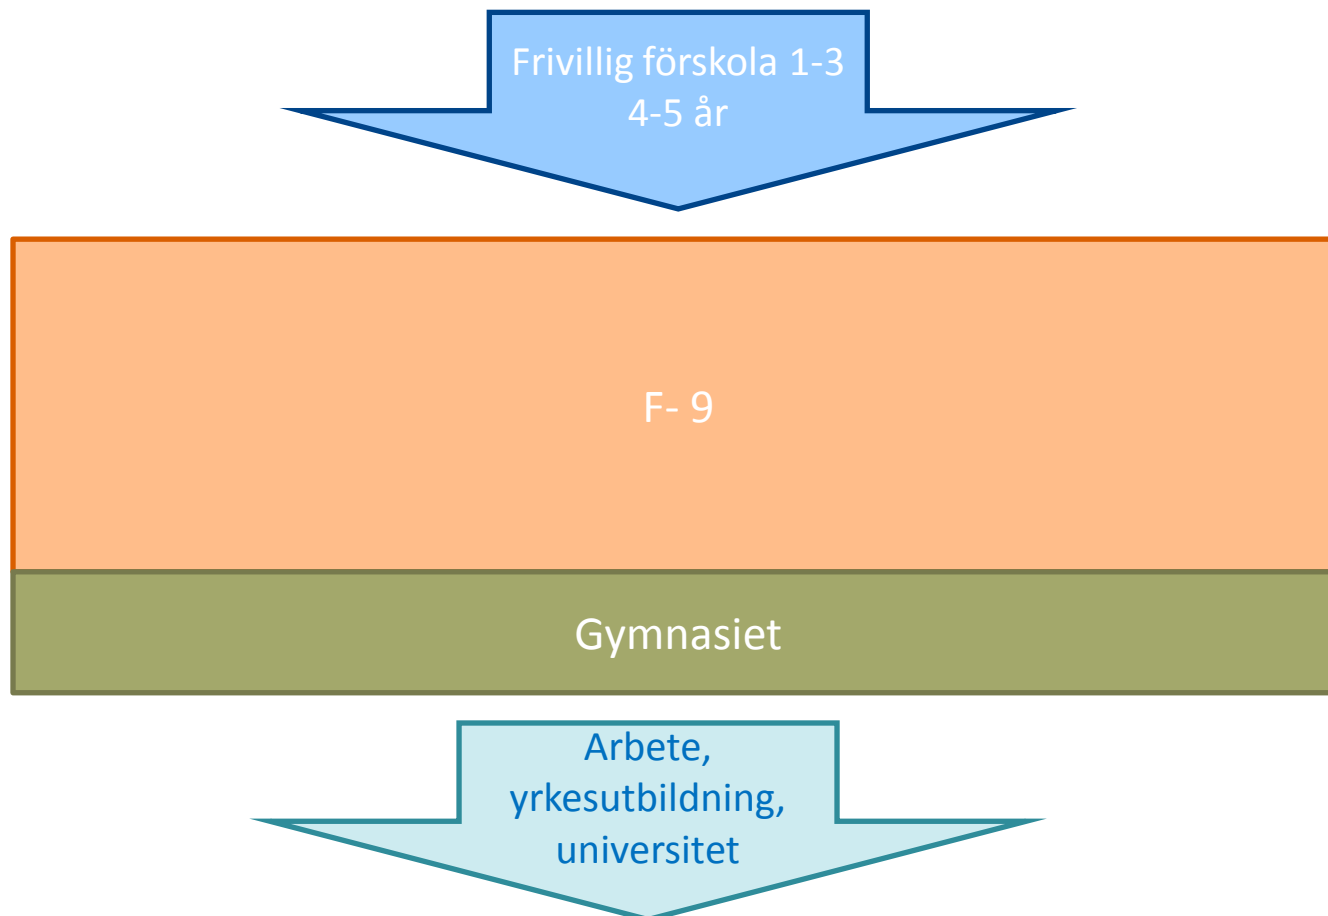 Frivillig förskola 1-3
4-5 år
F- 9
Gymnasiet
Arbete,
yrkesutbildning,
universitet